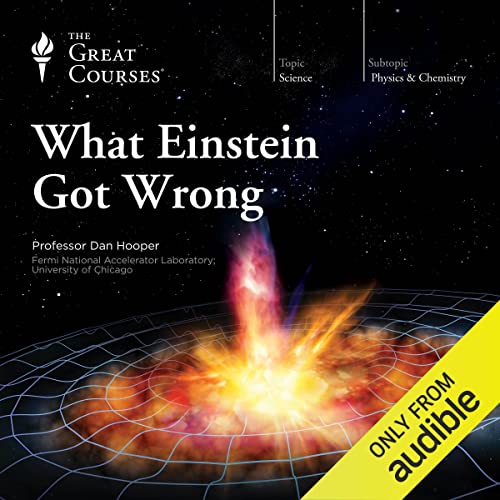 THE
GREAT
COURSES®
Topic
Science
Subtopic
Physics & Chemistry
What Einstein
Got Wrong
Professor Dan Hooper
Fermi National Accelerator Laboratory;
University of Chicago
ONLY FROM
audible